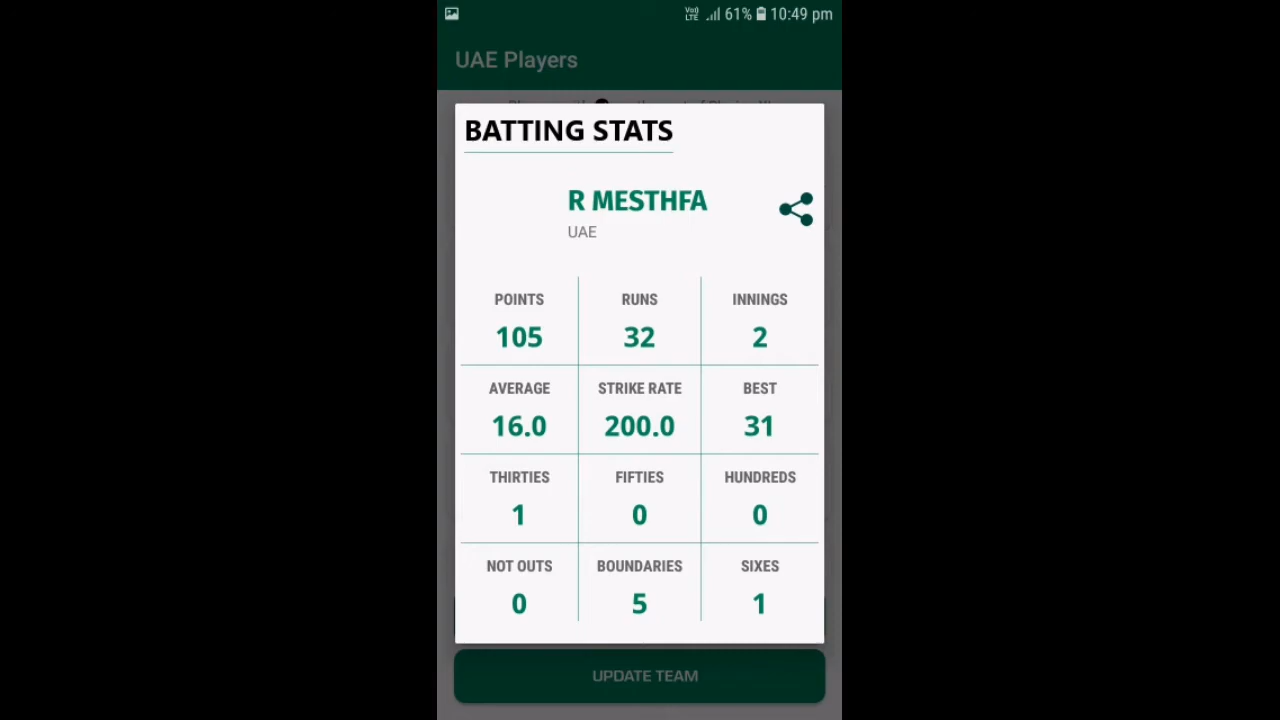 Vo) LTE 61% 10:49 pm
UAE Players
BATTING STATS
R MESTHFA
UAE
POINTS RUNS INNINGS
105 32 2
AVERAGE STRIKE RATE BEST
16.0 200.0 31
THIRTIES FIFTIES HUNDREDS
1 0 0
NOT OUTS BOUNDARIES SIXES
0 5 1
UPDATE TEAM